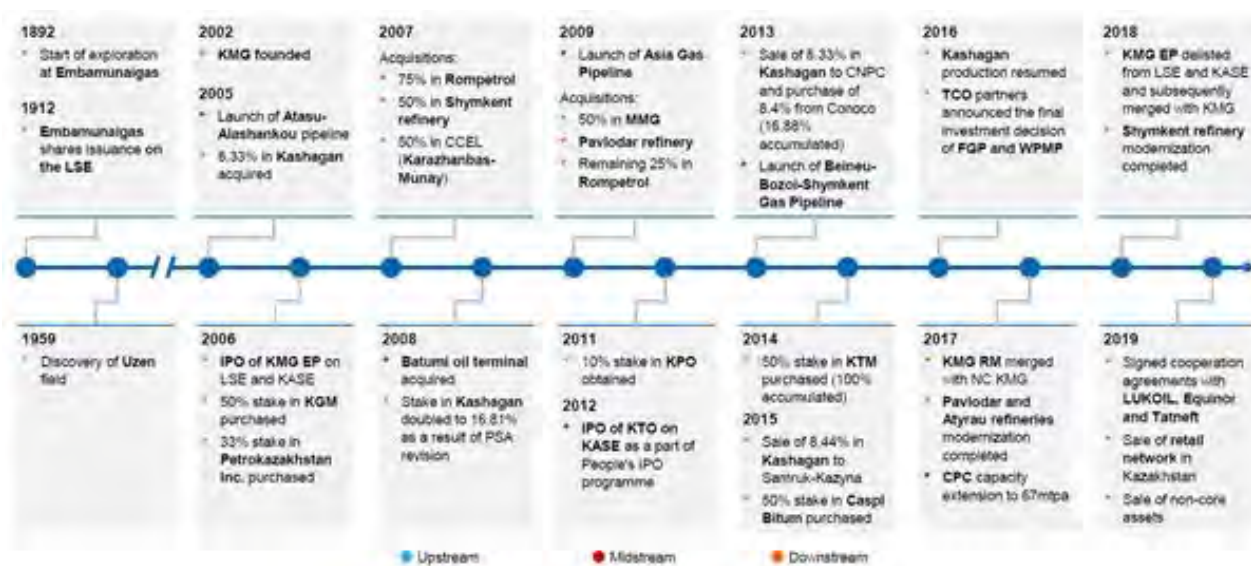 1892
Start of exploration
at Embamunaigas
1912
Embamunaigas
shares issuance on
the LSE
2002
KMG founded
2005
Launch of Atasu-
Alashankou pipeline
8.33% in Kashagan
acquired
2007
Acquisitions:
75% in Rompetrol
50% in Shymkent
refinery
50% in CCEL
(Karazhanbas-
Munay)
2009
Launch of Asia Gas
Pipeline
Acquisitions:
50% in MMG
Pavlodar refinery
Remaining 25% in
Rompetrol
2013
Sale of 8.33% in
Kashagan to CNPC
and purchase of
8.4% from Conoco
(16.88%
accumulated)
Launch of Beineu-
Bozoi-Shymkent
Gas Pipeline
2016
Kashagan
production resumed
TCO partners
announced the final
investment decision
of FGP and WPMP
2018
KMG EP delisted
from LSE and KASE
and subsequently
merged with KMG
Shymkent refinery
modernization
completed
1959
Discovery of Uzen
field
2006
IPO of KMG EP on
LSE and KASE
50% stake in KGM
purchased
33% stake in
Petrokazakhstan
Inc. purchased
2008
Batumi oil terminal
acquired
Stake in Kashagan
doubled to 16.81%
as a result of PSA
revision
2011
10% stake in KPO
obtained
2012
IPO of KTO on
KASE as a part of
People's IPO
programme
2014
50% stake in KTM
purchased (100%
accumulated)
2015
Sale of 8.44% in
Kashagan to
Samruk-Kazyna
50% stake in Caspi
Bitum purchased
2017
KMG RM merged
with NC KMG
Pavlodar and
Atyrau refineries
modernization
completed
CPC capacity
extension to 67mtpa
2019
Signed cooperation
agreements with
LUKOIL, Equinor
and Tatneft
Sale of retail
network in
Kazakhstan
Sale of non-core
assets
Upstream
Midstream
Downstream